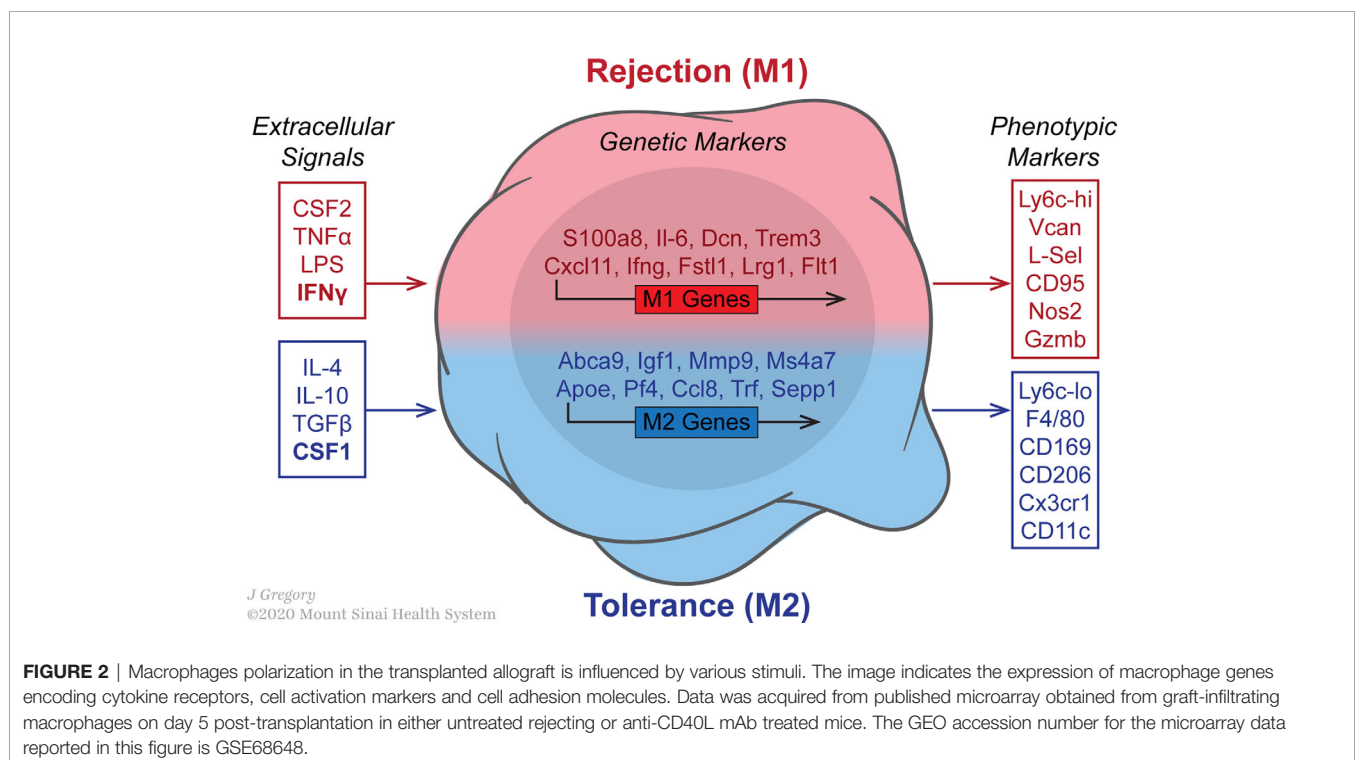 Rejection (M1)
Extracellular
Signals
CSF2
TNFα
LPS
IFNγ
IL-4
IL-10
TGFβ
CSF1
Genetic Markers
S100a8, Il-6, Dcn, Trem3
Cxcl11, Ifng, Fstl1, Lrg1, Flt1
M1 Genes
Abca9, Igf1, Mmp9, Ms4a7
Apoe, Pf4, Ccl8, Trf, Sepp1
M2 Genes
Phenotypic
Markers
Ly6c-hi
Vcan
L-Sel
CD95
Nos2
Gzmb
Ly6c-lo
F4/80
CD169
CD206
Cx3cr1
CD11c
Tolerance (M2)
J Gregory
©2020 Mount Sinai Health System
FIGURE 2 | Macrophages polarization in the transplanted allograft is influenced by various stimuli. The image indicates the expression of macrophage genes
encoding cytokine receptors, cell activation markers and cell adhesion molecules. Data was acquired from published microarray obtained from graft-infiltrating
macrophages on day 5 post-transplantation in either untreated rejecting or anti-CD40L mAb treated mice. The GEO accession number for the microarray data
reported in this figure is GSE68648.